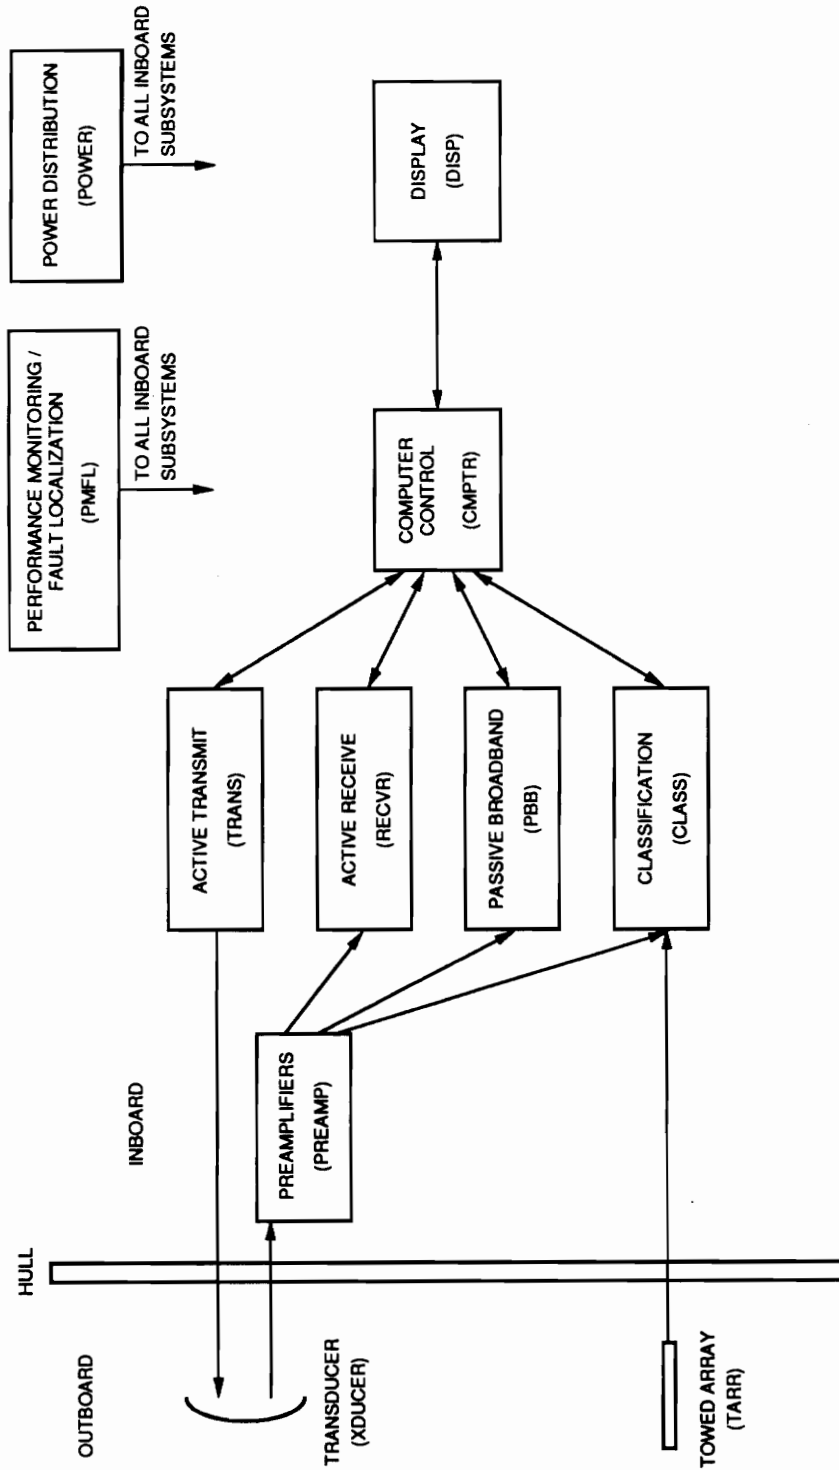 PERFORMANCE MONITORING /
FAULT LOCALIZATION
(PMFL)
TO ALL INBOARD
SUBSYSTEMS
POWER DISTRIBUTION
(POWER)
TO ALL INBOARD
SUBSYSTEMS
HULL
OUTBOARD
INBOARD
ACTIVE TRANSMIT
(TRANS)
TRANSDUCER
(XDUCER)
PREAMPLIFIERS
(PREAMP)
ACTIVE RECEIVE
(RECVR)
COMPUTER
CONTROL
(CMPTR)
DISPLAY
(DISP)
PASSIVE BROADBAND
(PBB)
CLASSIFICATION
(CLASS)
TOWED ARRAY
(TARR)